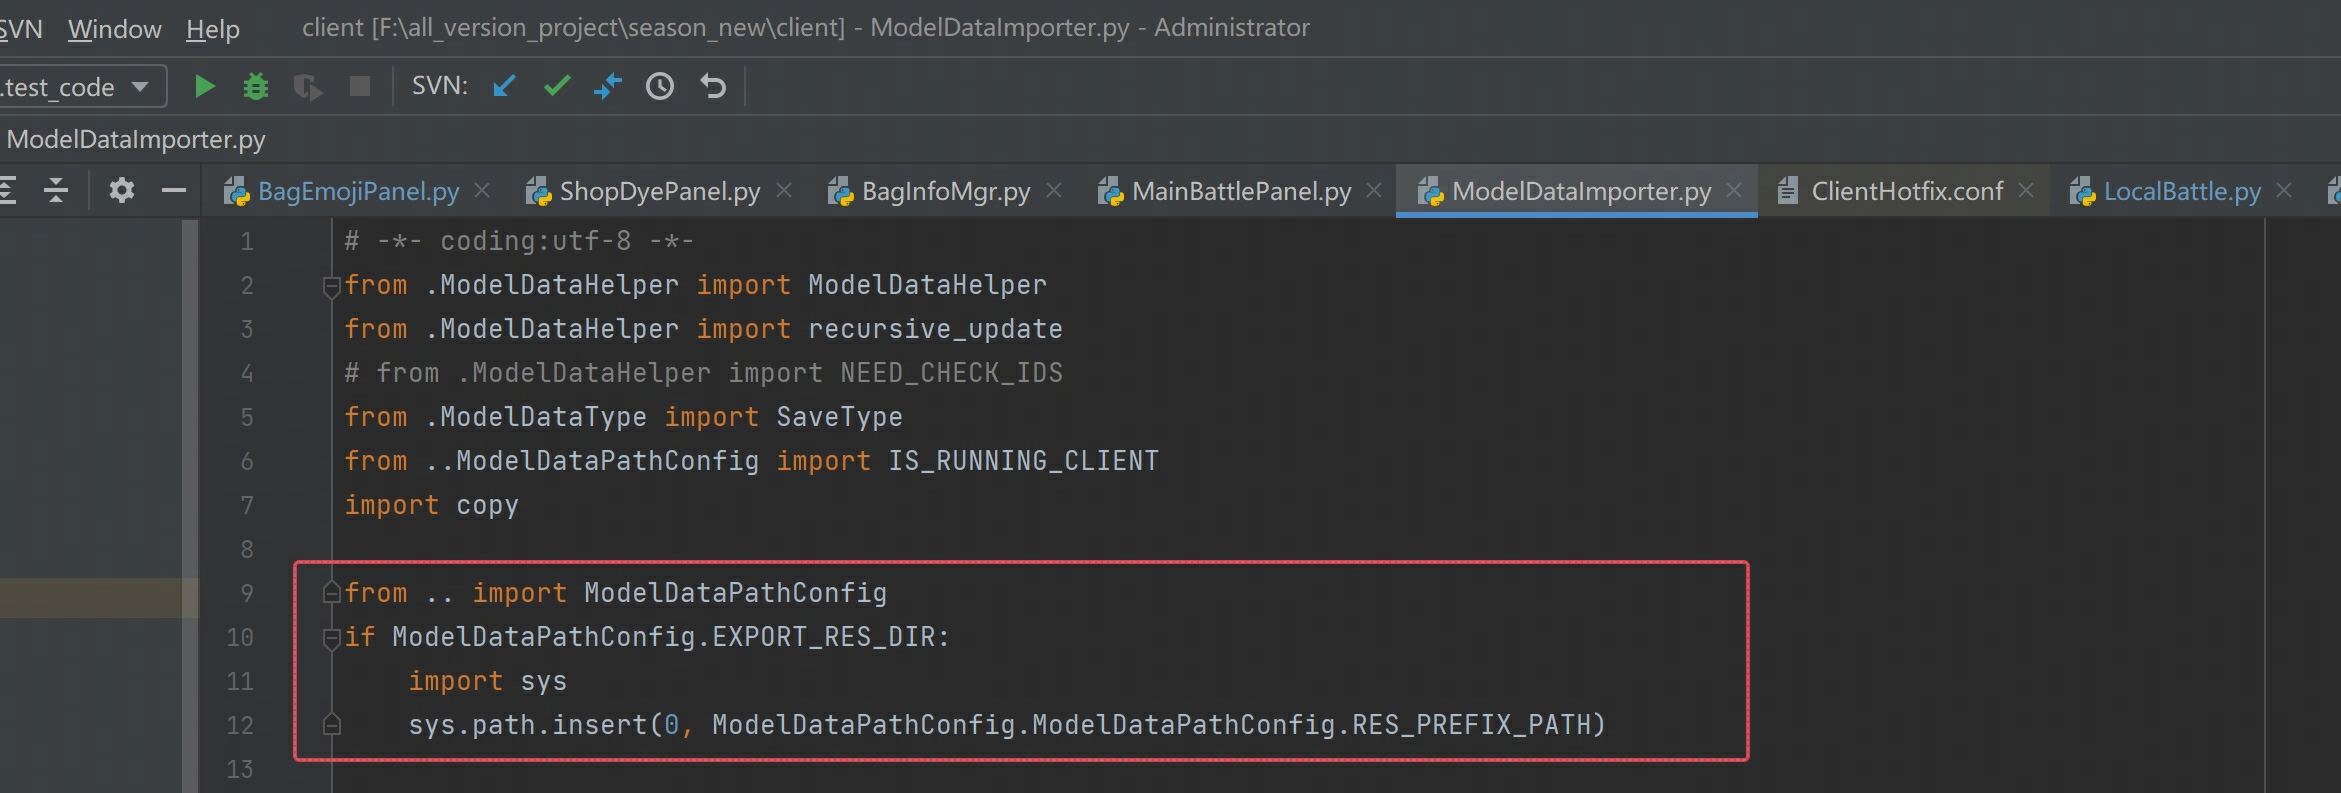 SVN Window Help client [F:\all_version_project\season_new\client] - ModelDataImporter.py - Administrator
.test_code SVN:
ModelDataImporter.py
BagEmojiPanel.py ShopDyePanel.py BagInfoMgr.py MainBattlePanel.py ModelDataImporter.py ClientHotfix.conf LocalBattle.py
1 # -*- coding:utf-8 -*-
2 from .ModelDataHelper import ModelDataHelper
3 from .ModelDataHelper import recursive_update
4 # from .ModelDataHelper import NEED_CHECK_IDS
5 from .ModelDataType import SaveType
6 from ..ModelDataPathConfig import IS_RUNNING_CLIENT
7 import copy
8
9 from .. import ModelDataPathConfig
10 if ModelDataPathConfig.EXPORT_RES_DIR:
11 import sys
12 sys.path.insert(0, ModelDataPathConfig.ModelDataPathConfig.RES_PREFIX_PATH)
13